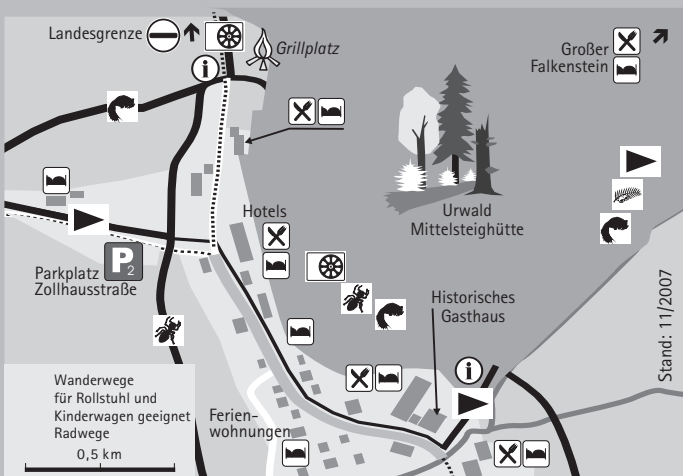 Landesgrenze
i
Grillplatz
Großer
Falkenstein
Hotels
Urwald
Mittelsteighütte
Parkplatz
Zollhausstraße
P2
Historisches
Gasthaus
i
Stand: 11/2007
Wanderwege
für Rollstuhl und
Kinderwagen geeignet
Radwege
0,5 km
Ferien-
wohnungen